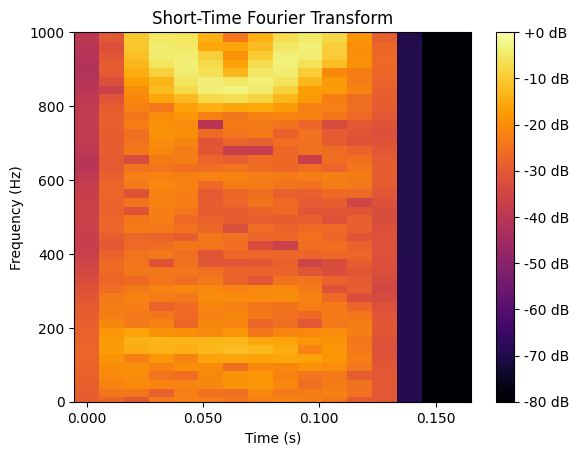 Short-Time Fourier Transform
1000
800
600
400
200
0
Frequency (Hz)
0.000
0.050
0.100
0.150
Time (s)
+0 dB
-10 dB
-20 dB
-30 dB
-40 dB
-50 dB
-60 dB
-70 dB
-80 dB